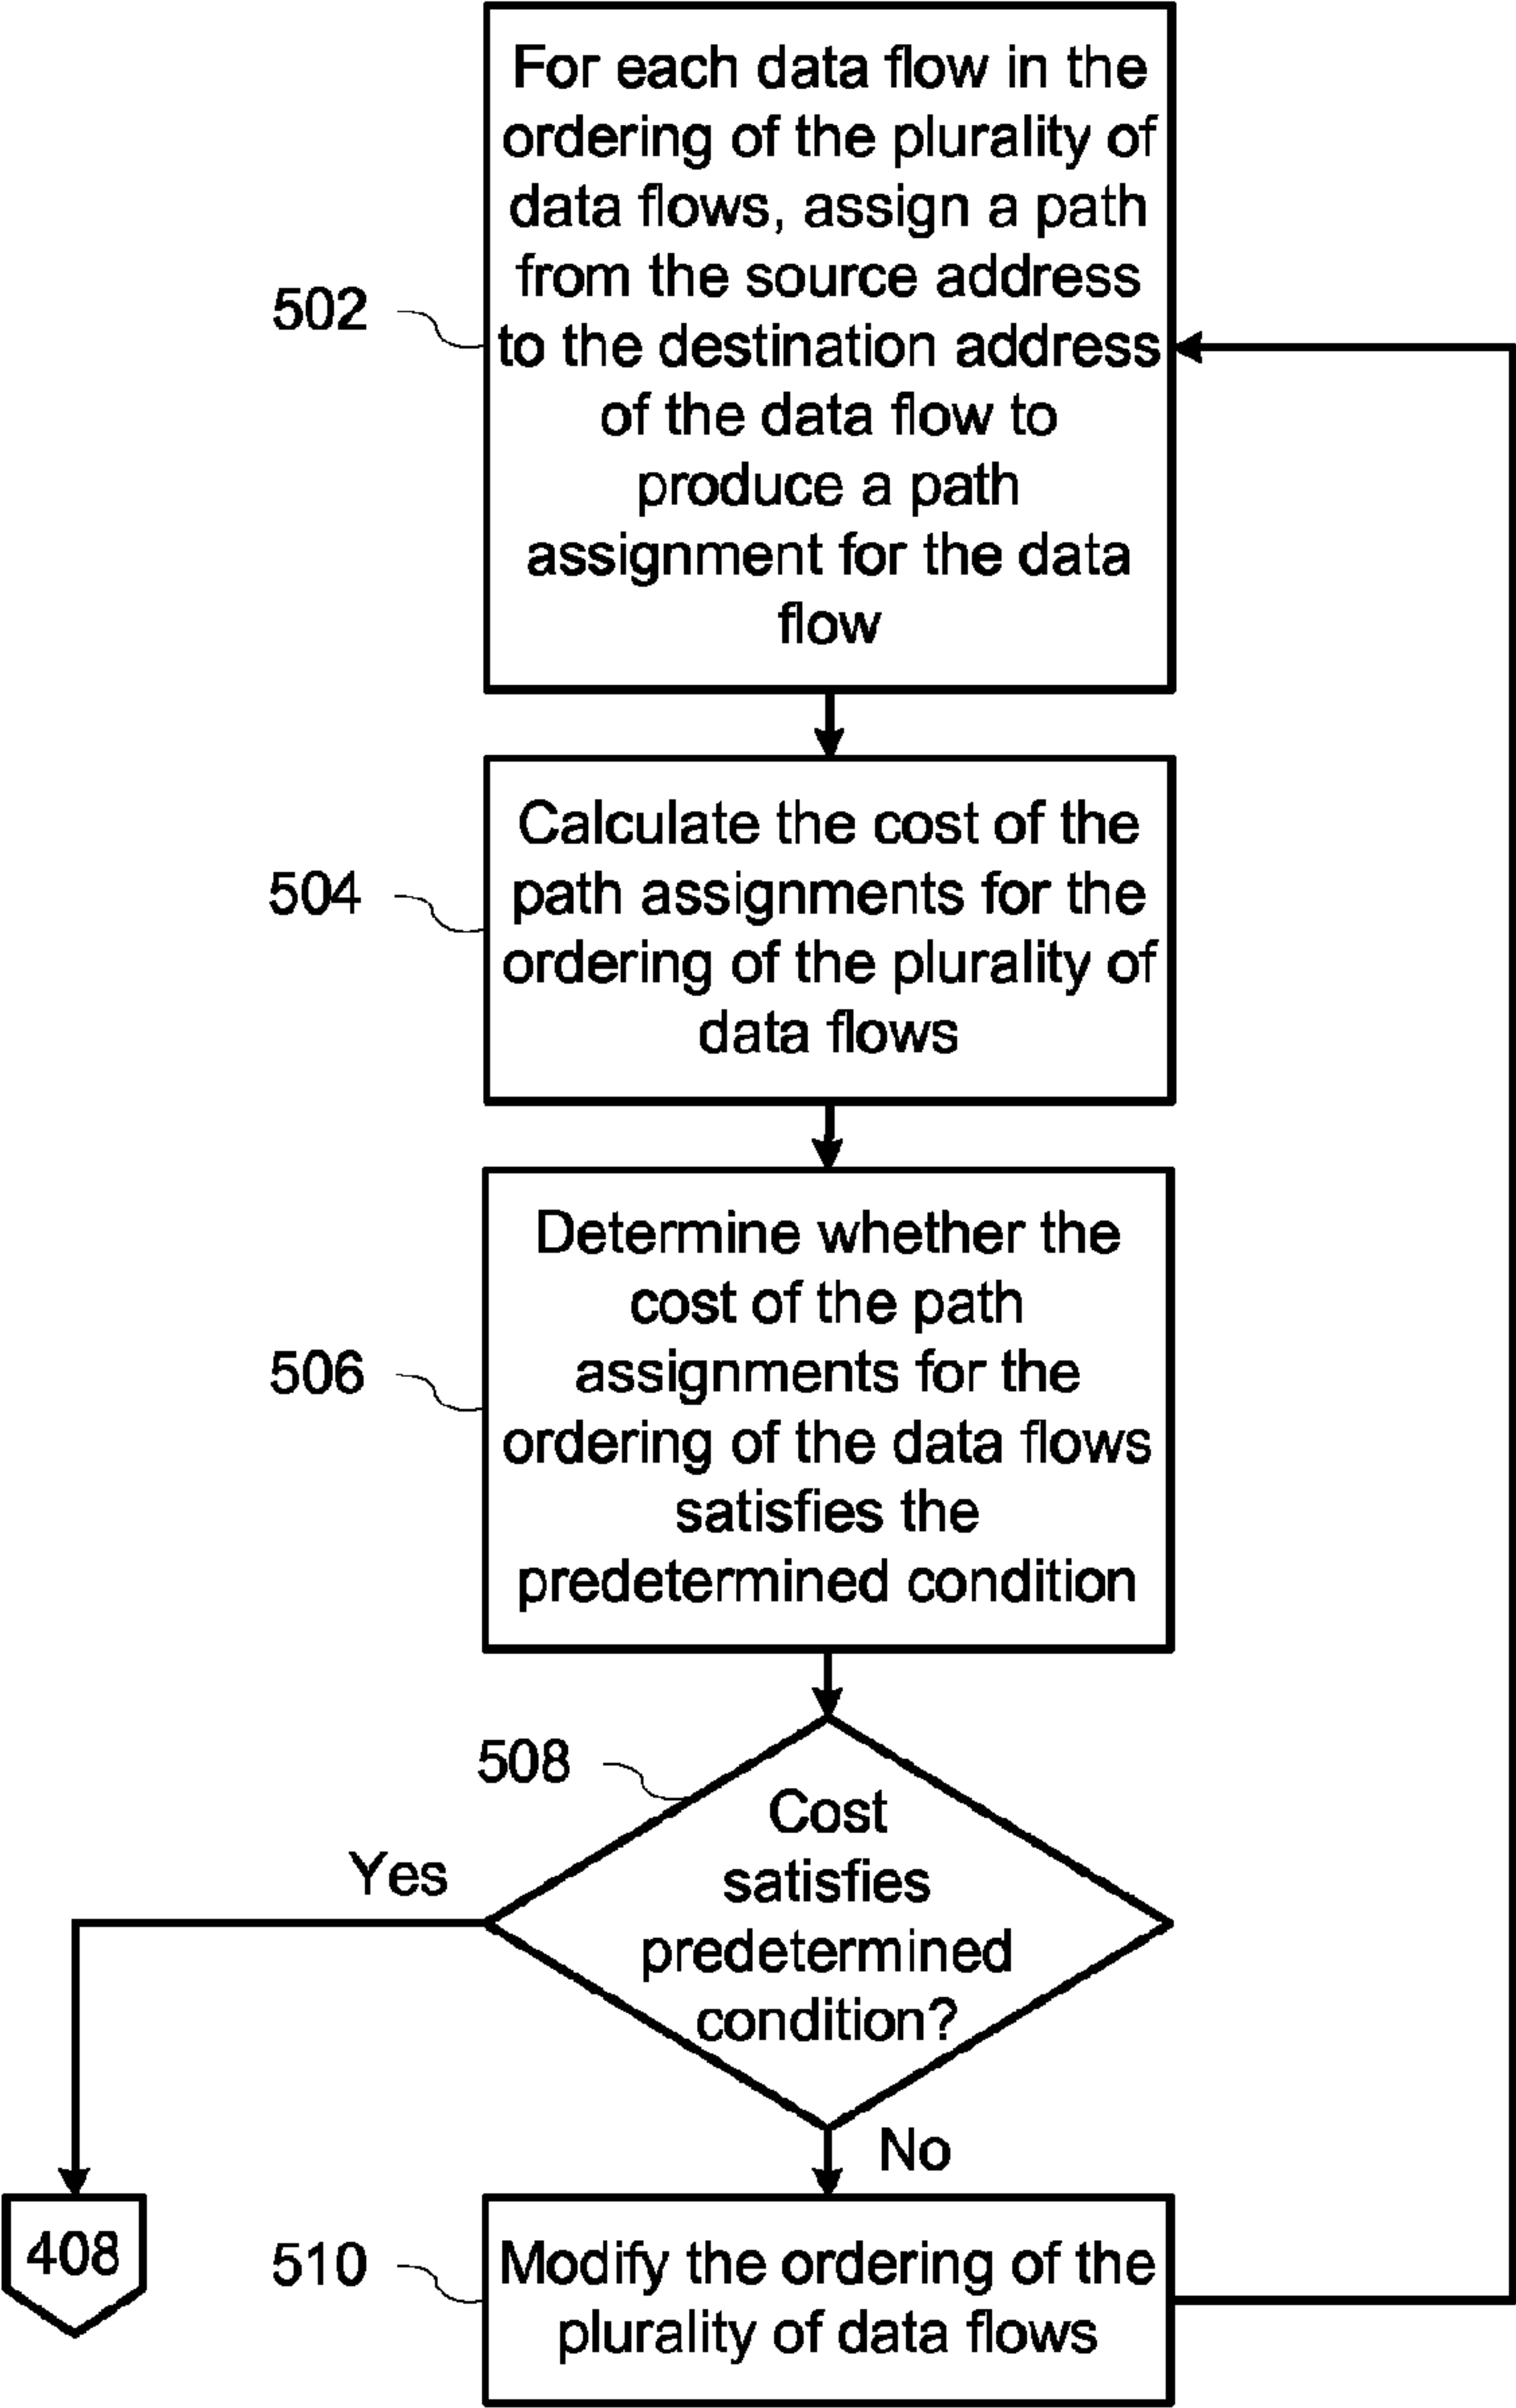 For each data flow in the
ordering of the plurality of
data flows, assign a path
from the source address
502
to the destination address
of the data flow to
produce a path
assignment for the data
flow
Calculate the cost of the
504
path assignments for the
ordering of the plurality of
data flows
Determine whether the
cost of the path
506
assignments for the
ordering of the data flows
satisfies the
predetermined condition
508
Cost
satisfies
predetermined
condition?
Yes
No
408
510
Modify the ordering of the
plurality of data flows